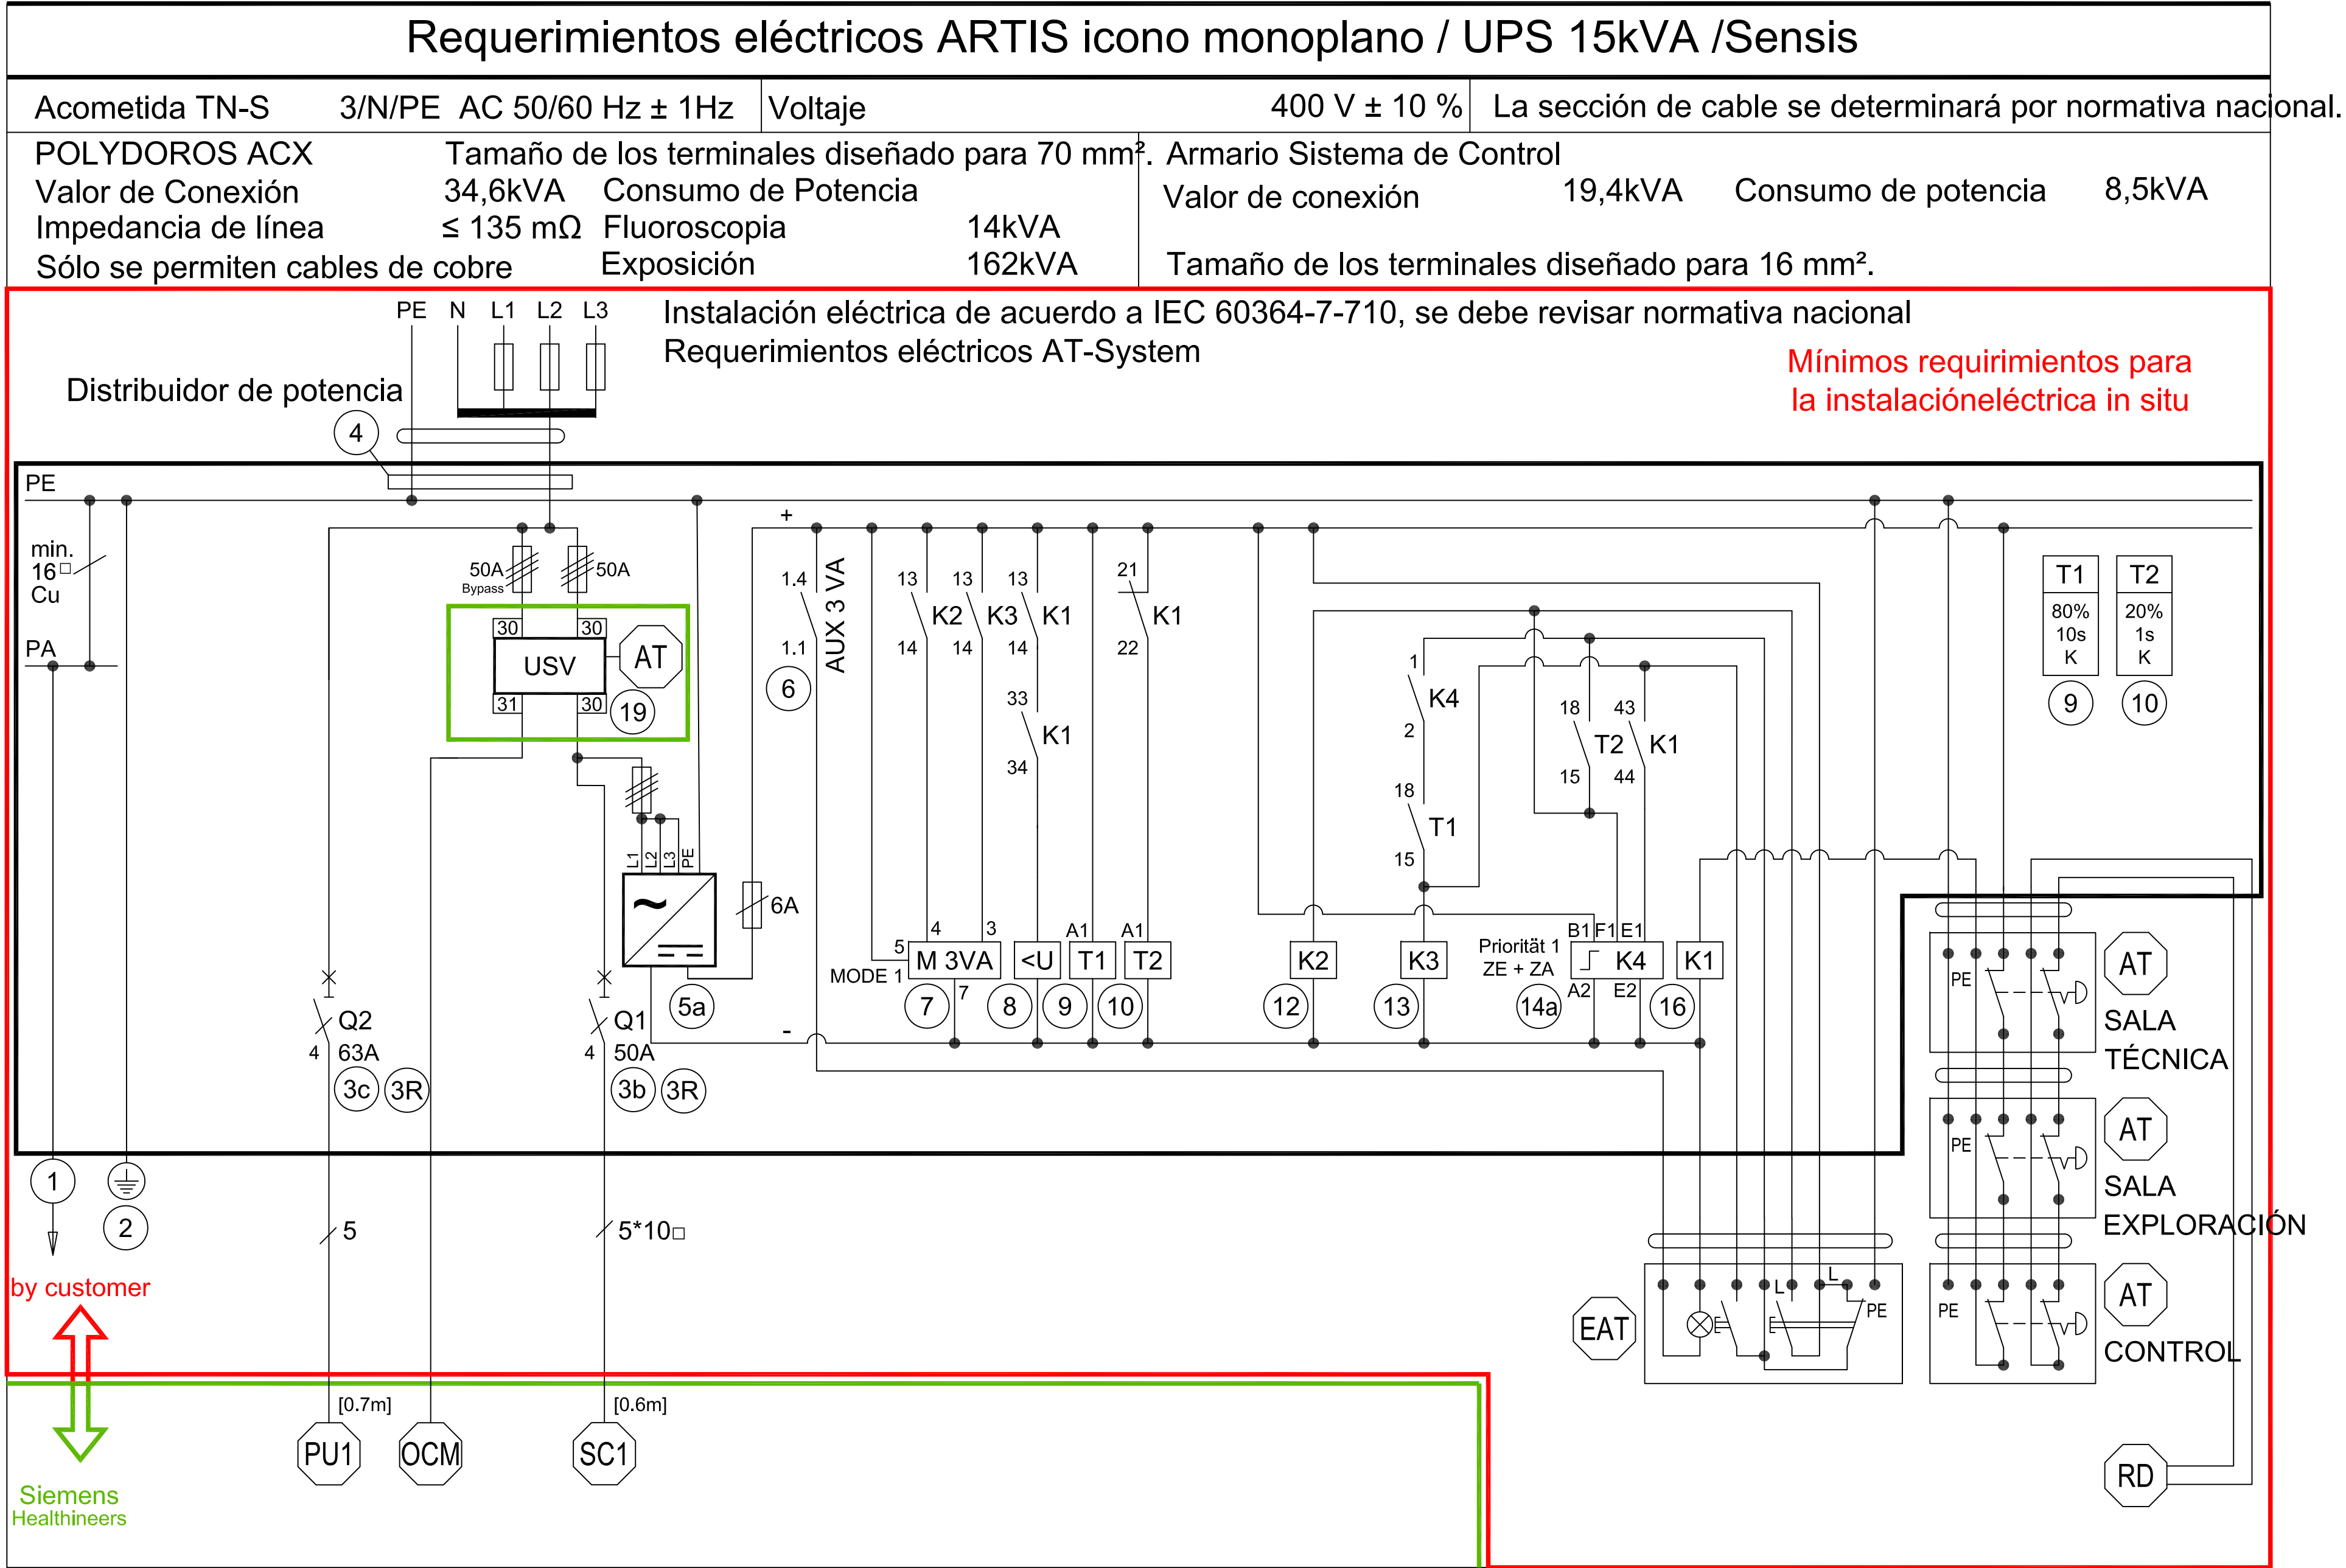 Requerimientos eléctricos ARTIS icono monoplano / UPS 15kVA /Sensis
Acometida TN-S 3/N/PE AC 50/60 Hz ± 1Hz Voltaje 400 V ± 10 % La sección de cable se determinará por normativa nacional.
POLYDOROS ACX Tamaño de los terminales diseñado para 70 mm². Armario Sistema de Control
Valor de Conexión 34,6kVA Consumo de Potencia Valor de conexión 19,4kVA Consumo de potencia 8,5kVA
Impedancia de línea ≤ 135 mΩ Fluoroscopia 14kVA
Sólo se permiten cables de cobre Exposición 162kVA Tamaño de los terminales diseñado para 16 mm².
PE N L1 L2 L3 Instalación eléctrica de acuerdo a IEC 60364-7-710, se debe revisar normativa nacional
Requerimientos eléctricos AT-System
Mínimos requirimientos para
la instalacióneléctrica in situ
Distribuidor de potencia
4
PE
+
min.
16□
Cu
50A
Bypass
50A
1.4
1.1
AUX 3 VA
6
13 13 13 21
K2 K3 K1 K1
14 14 14 22
T1 T2
80% 20%
10s 1s
K K
9 10
PA
30 30
USV AT
31 30 19
33
K1
34
1
K4
2
18 43
T2 K1
15 44
18
T1
15
L1 L2 L3 PE
6A
4 3 A1 A1
5
MODE 1
M 3VA <U T1 T2
7
7 8 9 10
K2 K3
12 13
Priorität 1
ZE + ZA
B1 F1 E1
K4 K1
A2 E2
14a 16
5a
-
Q2
4 63A
3c 3R
Q1
4 50A
3b 3R
PE AT
SALA
TÉCNICA
PE AT
SALA
EXPLORACIÓN
1
2
5
5*10□
by customer
EAT
L L
PE
PE AT
CONTROL
[0.7m] [0.6m]
PU1 OCM SC1
RD
Siemens
Healthineers